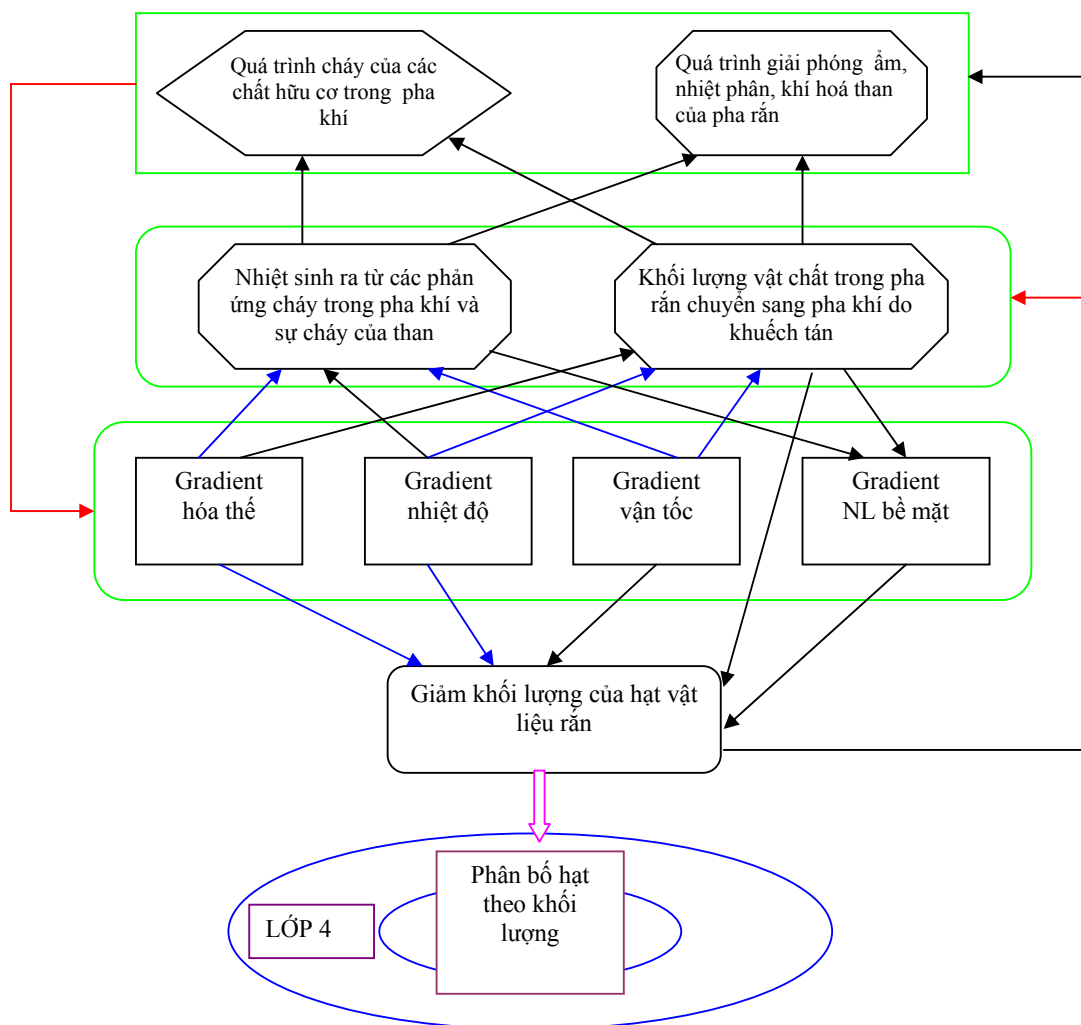 Quá trình cháy của các
chất hữu cơ trong pha
khí
Quá trình giải phóng ẩm,
nhiệt phân, khí hoá than
của pha rắn
Nhiệt sinh ra từ các phản
ứng cháy trong pha khí và
sự cháy của than
Khối lượng vật chất trong pha
rắn chuyển sang pha khí do
khuếch tán
Gradient
hóa thế
Gradient
nhiệt độ
Gradient
vận tốc
Gradient
NL bề mặt
Giảm khối lượng của hạt vật
liệu rắn
Phân bố hạt
theo khối
lượng
LỚP 4